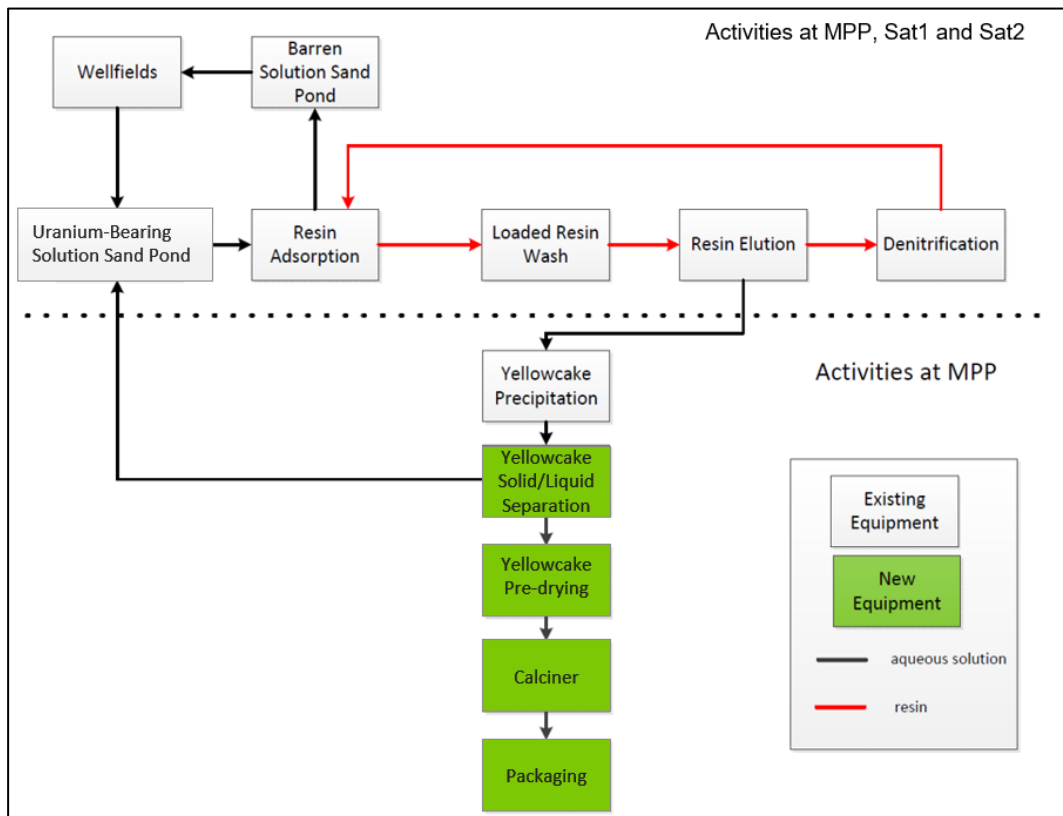 Activities at MPP, Sat1 and Sat2
Wellfields
Barren
Solution Sand
Pond
Uranium-Bearing
Solution Sand Pond
Resin
Adsorption
Loaded Resin
Wash
Resin Elution
Denitrification
Yellowcake
Precipitation
Activities at MPP
Yellowcake
Solid/Liquid
Separation
Yellowcake
Pre-drying
Calciner
Packaging
Existing
Equipment
New
Equipment
aqueous solution
resin